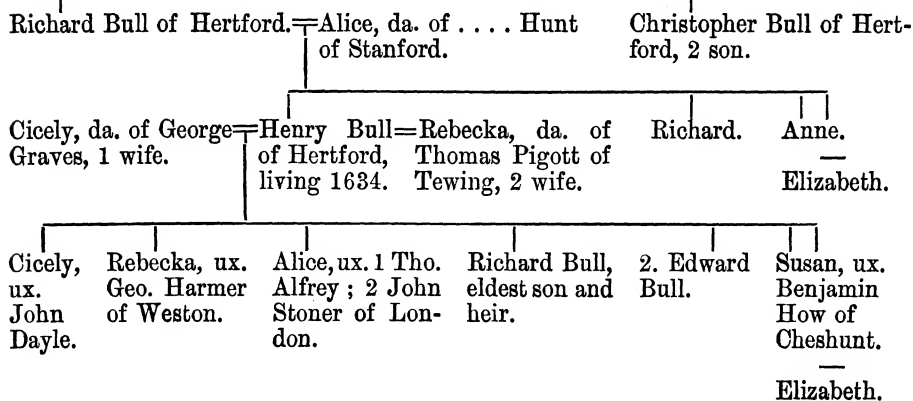 Richard Bull of Hertford.=Alice, da. of .... Hunt
of Stanford.
Christopher Bull of Hert-
ford, 2 son.
Cicely, da. of George=Henry Bull=Rebecka, da. of
Graves, 1 wife.
of Hertford,
living 1634.
Thomas Pigott of
Tewing, 2 wife.
Richard.
Anne.
—
Elizabeth.
Cicely,
ux.
John
Dayle.
Rebecka, ux.
Geo. Harmer
of Weston.
Alice, ux. 1 Tho.
Alfrey ; 2 John
Stoner of Lon-
don.
Richard Bull,
eldest son and
heir.
2. Edward
Bull.
Susan, ux.
Benjamin
How of
Cheshunt.
—
Elizabeth.